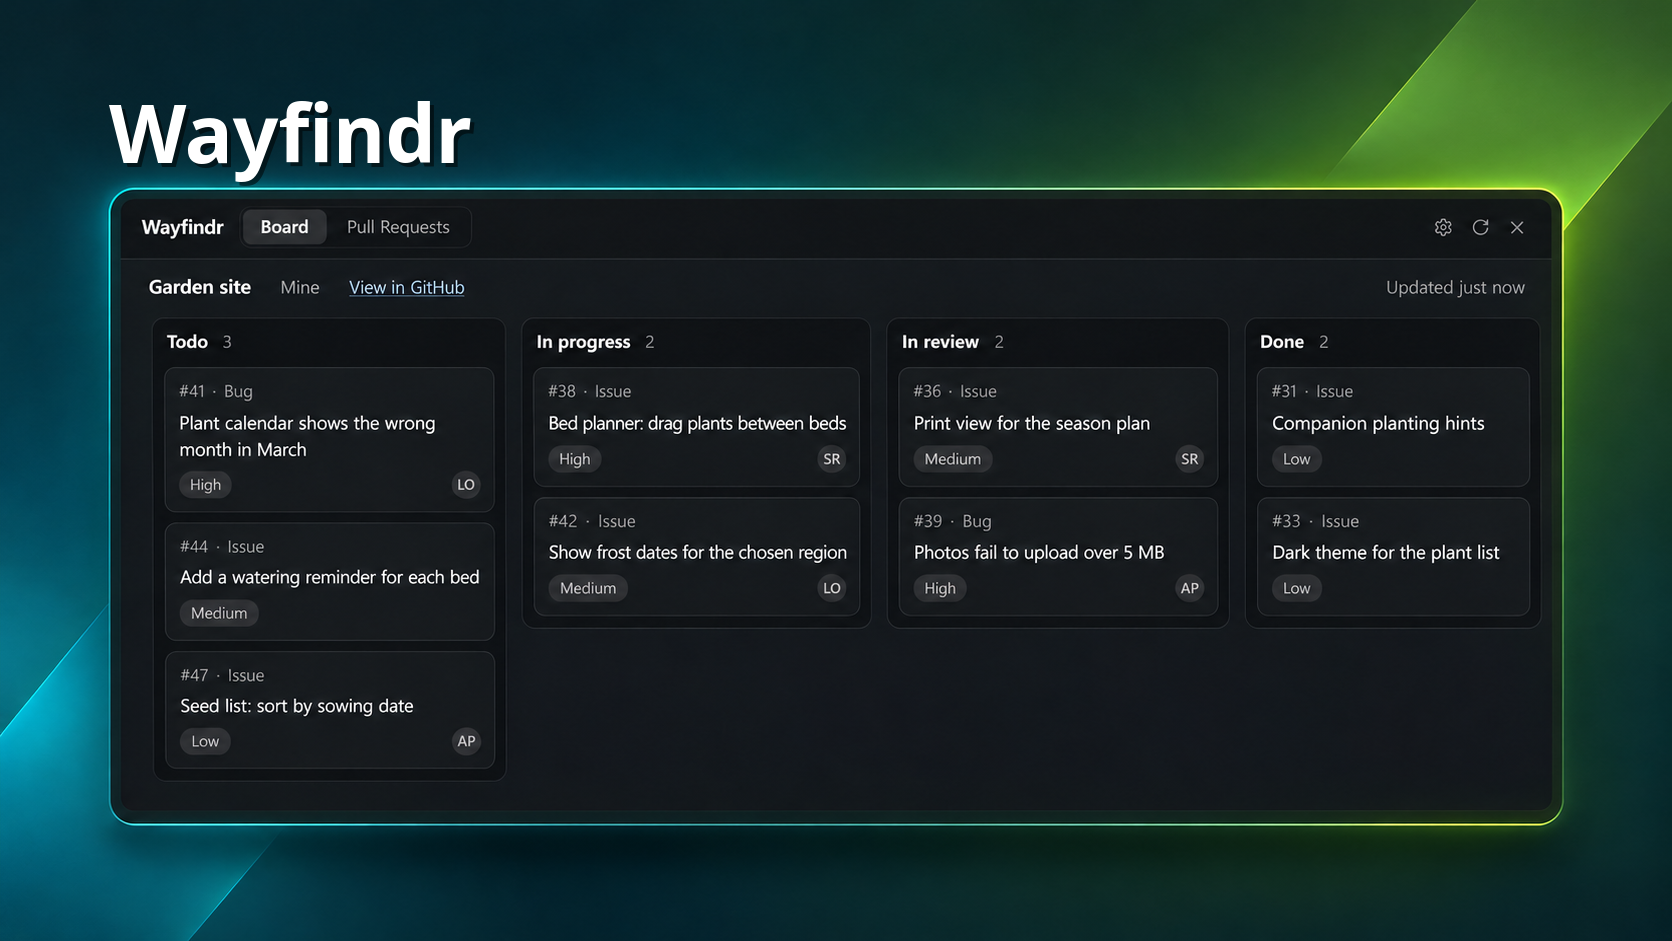 Wayfindr
Wayfindr Board Pull Requests
Garden site Mine View in GitHub Updated just now
Todo 3
#41 · Bug
Plant calendar shows the wrong
month in March
High LO
#44 · Issue
Add a watering reminder for each bed
Medium
#47 · Issue
Seed list: sort by sowing date
Low AP
In progress 2
#38 · Issue
Bed planner: drag plants between beds
High SR
#42 · Issue
Show frost dates for the chosen region
Medium LO
In review 2
#36 · Issue
Print view for the season plan
Medium SR
#39 · Bug
Photos fail to upload over 5 MB
High AP
Done 2
#31 · Issue
Companion planting hints
Low
#33 · Issue
Dark theme for the plant list
Low